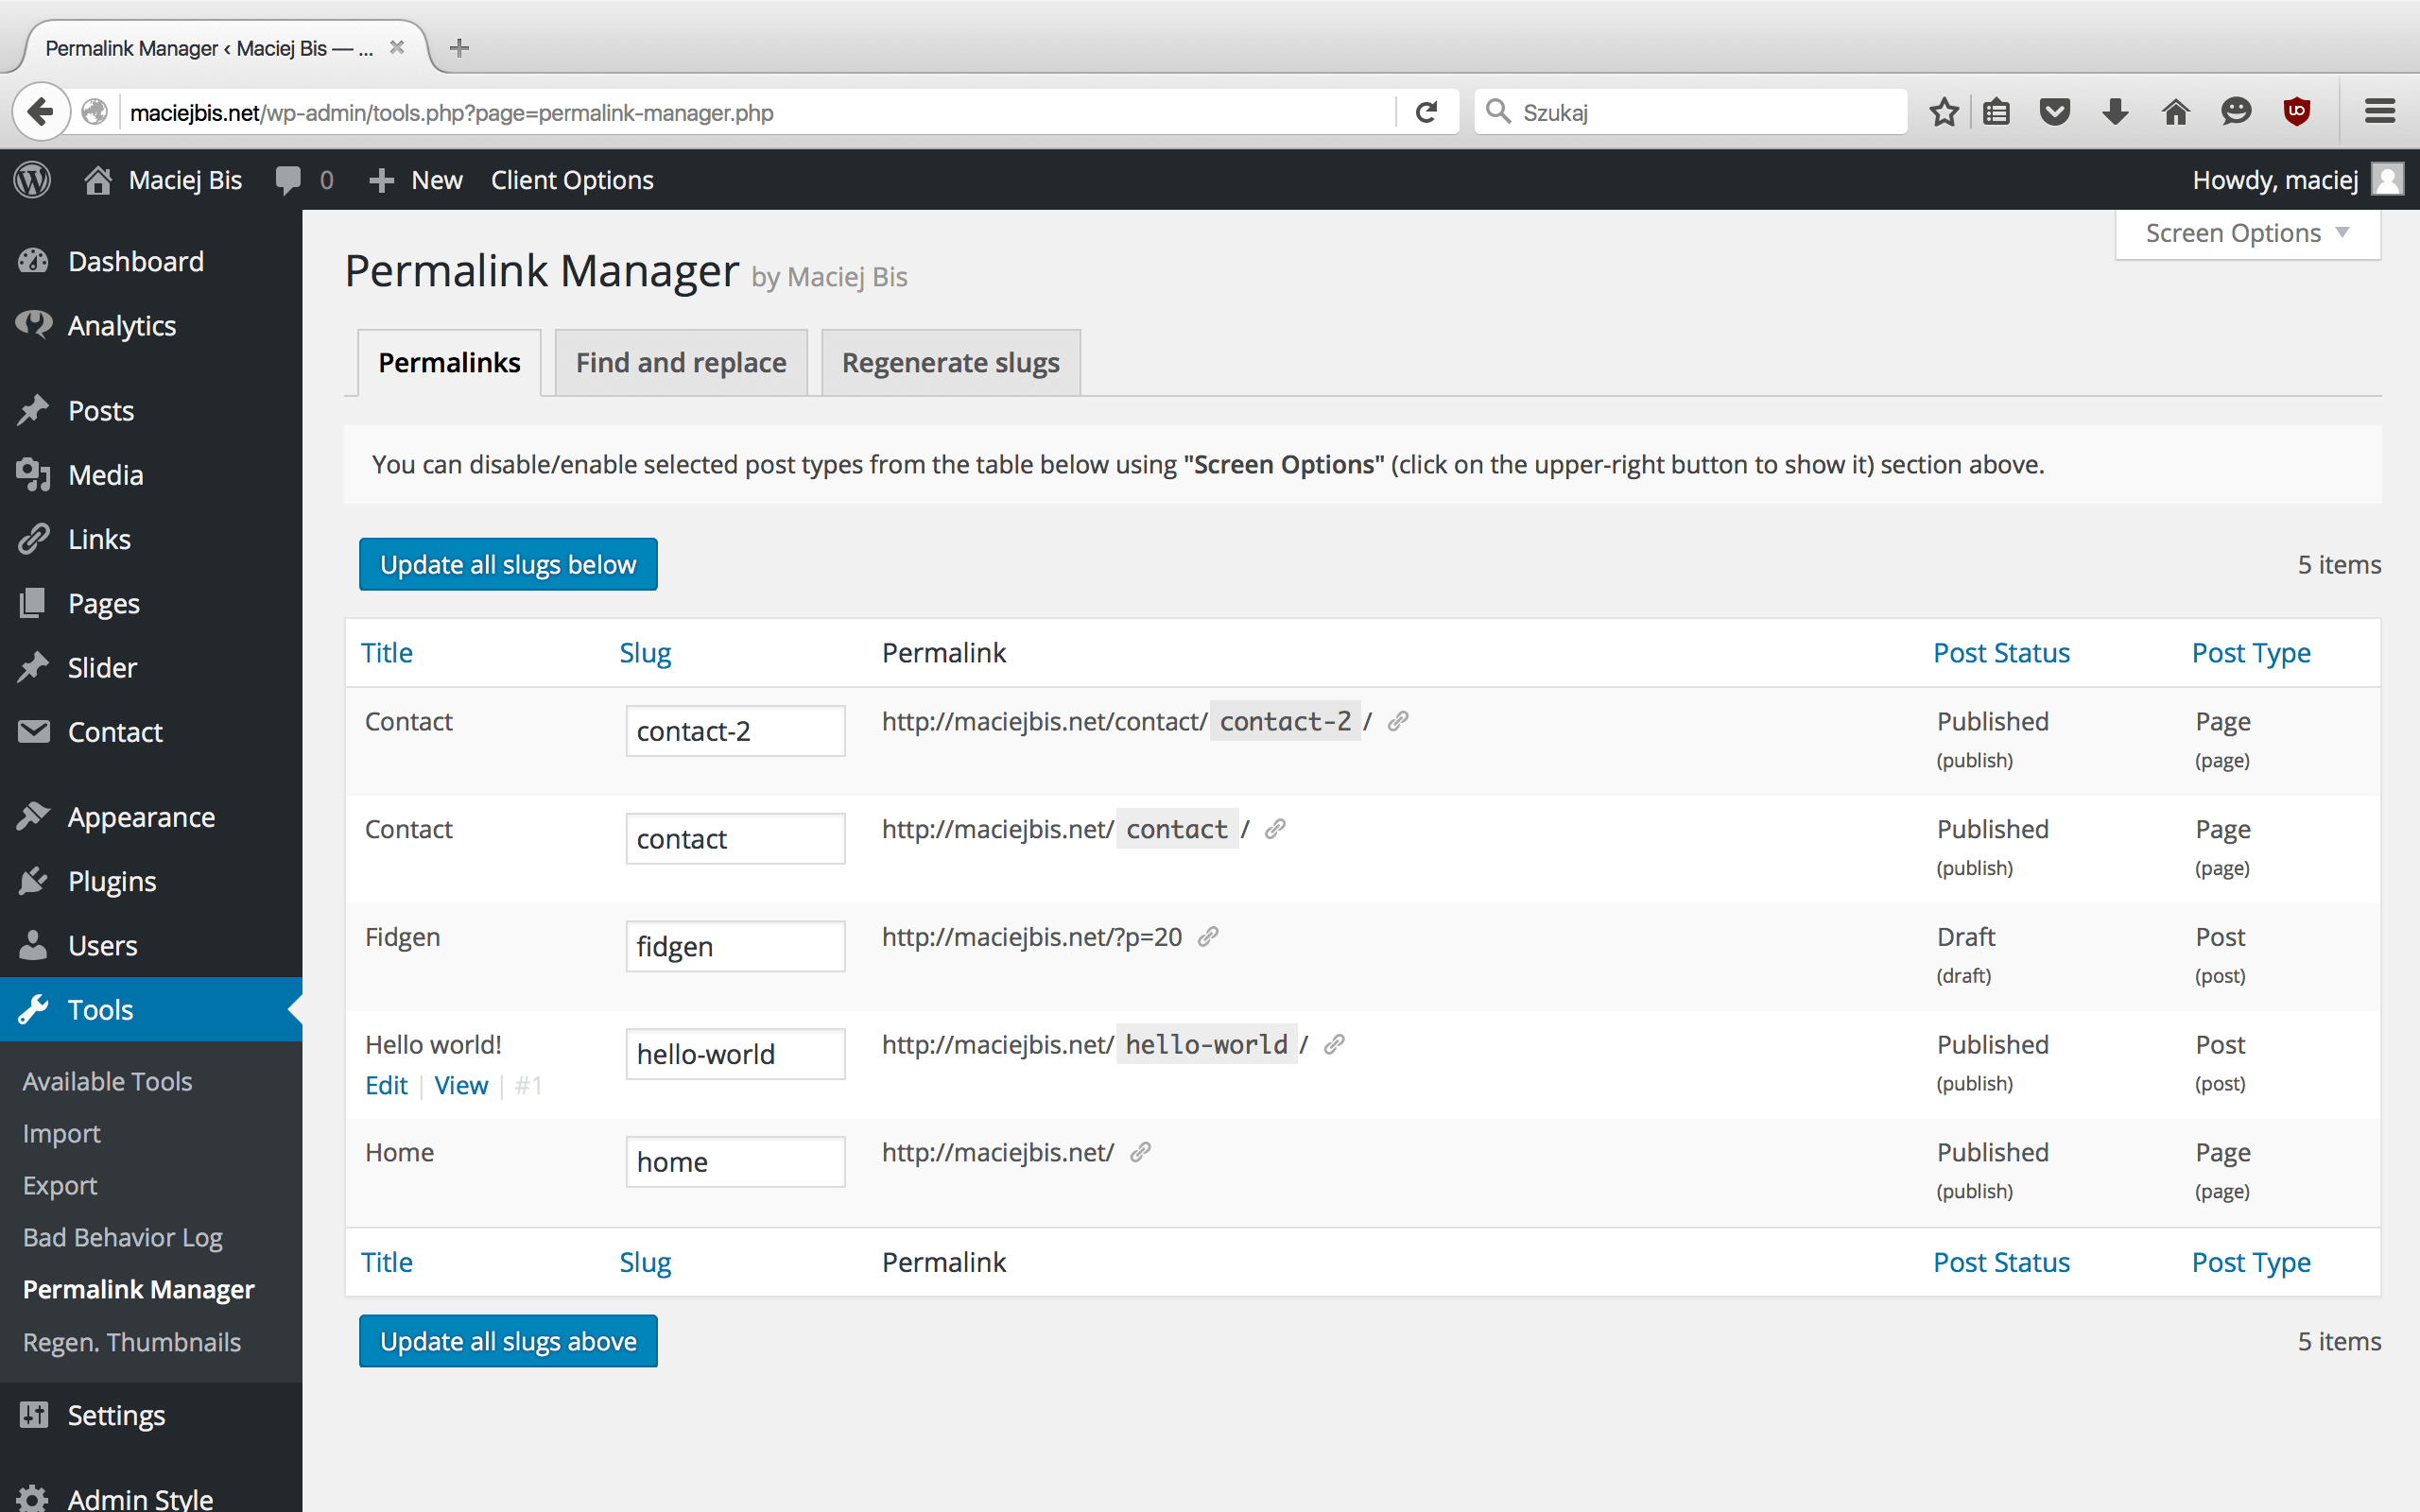 Permalink Manager ‹ Maciej Bis — ...
maciejbis.net/wp-admin/tools.php?page=permalink-manager.php
Szukaj
Maciej Bis 0 New Client Options Howdy, maciej
Screen Options
Dashboard
Analytics
Posts
Media
Links
Pages
Slider
Contact
Appearance
Plugins
Users
Tools
Available Tools
Import
Export
Bad Behavior Log
Permalink Manager
Regen. Thumbnails
Settings
Admin Style
Permalink Manager by Maciej Bis
Permalinks Find and replace Regenerate slugs
You can disable/enable selected post types from the table below using "Screen Options" (click on the upper-right button to show it) section above.
Update all slugs below 5 items
Title Slug Permalink Post Status Post Type
Contact contact-2 http://maciejbis.net/contact/ contact-2 / Published Page
(publish) (page)
Contact contact http://maciejbis.net/ contact / Published Page
(publish) (page)
Fidgen fidgen http://maciejbis.net/?p=20 Draft Post
(draft) (post)
Hello world! hello-world http://maciejbis.net/ hello-world / Published Post
Edit | View | #1 (publish) (post)
Home home http://maciejbis.net/ Published Page
(publish) (page)
Title Slug Permalink Post Status Post Type
Update all slugs above 5 items